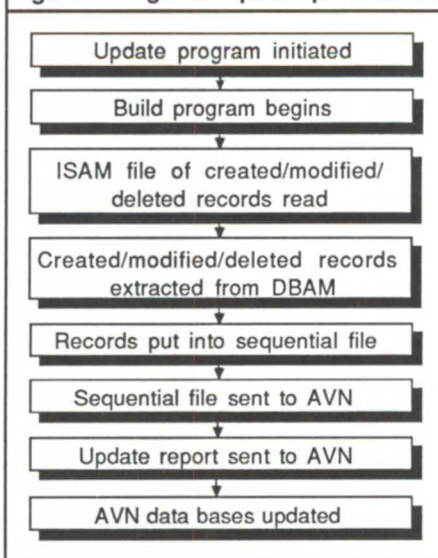 Update program initiated
Build program begins
ISAM file of created/modified/
deleted records read
Created/modified/deleted records
extracted from DBAM
Records put into sequential file
Sequential file sent to AVN
Update report sent to AVN
AVN data bases updated